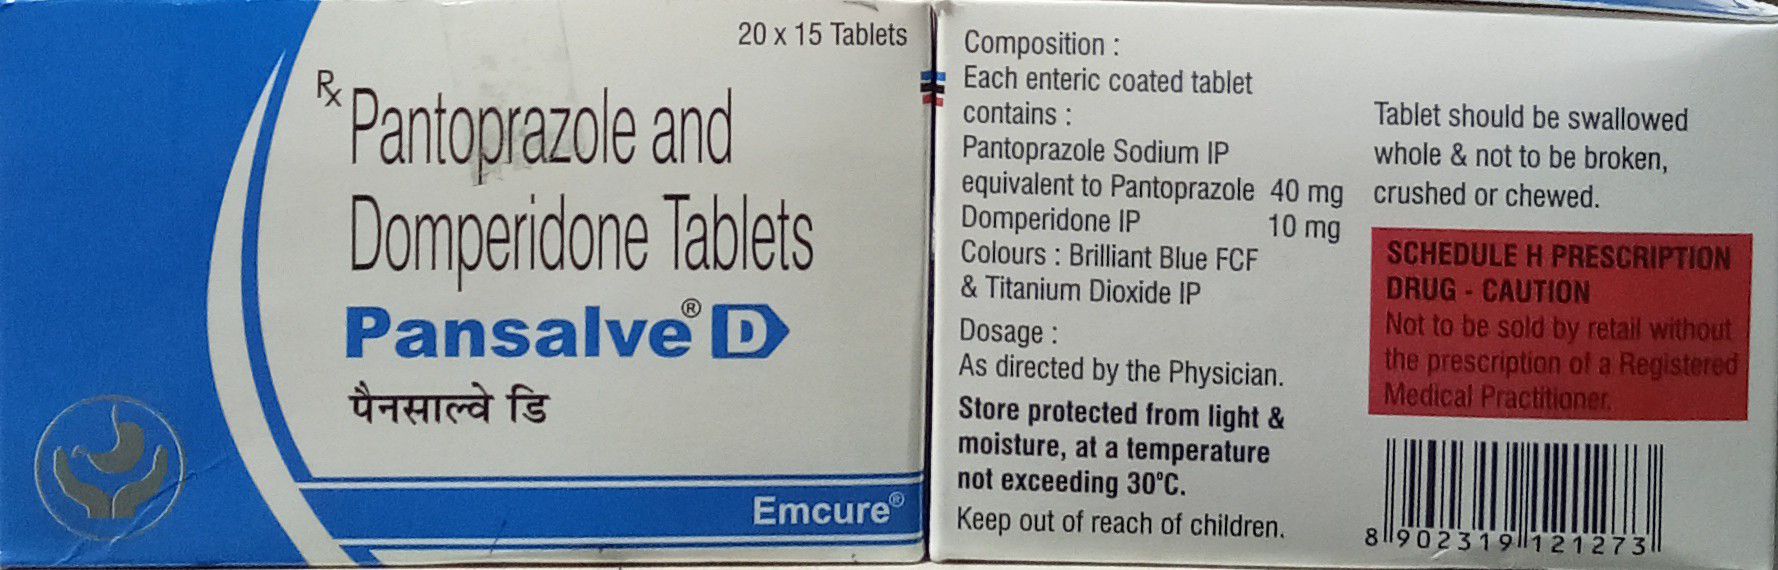 20 x 15 Tablets
Rx Pantoprazole and
Domperidone Tablets
Pansalve® D
पैनसाल्वे डि
Emcure®
Composition :
Each enteric coated tablet
contains :
Pantoprazole Sodium IP
equivalent to Pantoprazole 40 mg
Domperidone IP 10 mg
Colours : Brilliant Blue FCF
& Titanium Dioxide IP
Dosage :
As directed by the Physician.
Store protected from light &
moisture, at a temperature
not exceeding 30°C.
Keep out of reach of children.
Tablet should be swallowed
whole & not to be broken,
crushed or chewed.
SCHEDULE H PRESCRIPTION
DRUG - CAUTION
Not to be sold by retail without
the prescription of a Registered
Medical Practitioner.
8 902319 121273